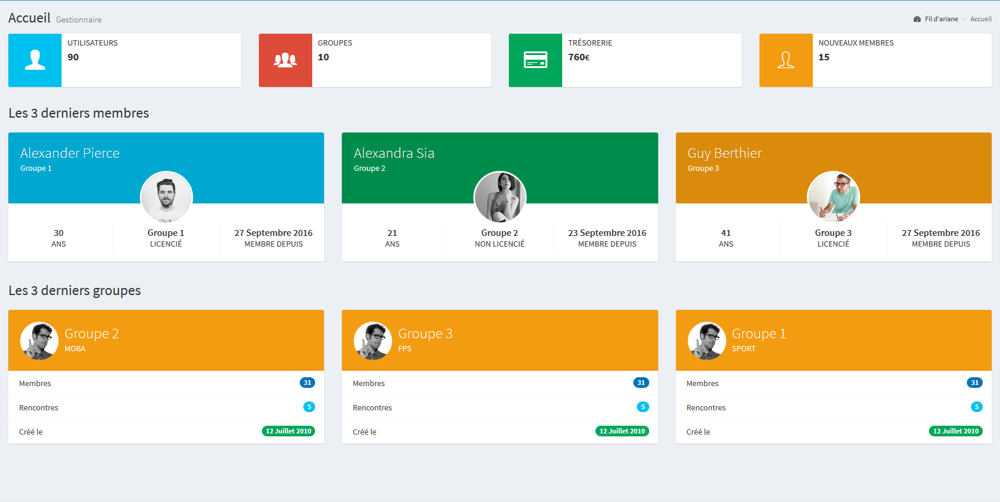 Accueil Gestionnaire
Fil d'ariane > Accueil
UTILISATEURS
90
GROUPES
10
TRÉSORERIE
760€
NOUVEAUX MEMBRES
15
Les 3 derniers membres
Alexander Pierce
Groupe 1
30
ANS
Groupe 1
LICENCIÉ
27 Septembre 2016
MEMBRE DEPUIS
Alexandra Sia
Groupe 2
21
ANS
Groupe 2
NON LICENCIÉ
23 Septembre 2016
MEMBRE DEPUIS
Guy Berthier
Groupe 3
41
ANS
Groupe 3
LICENCIÉ
27 Septembre 2016
MEMBRE DEPUIS
Les 3 derniers groupes
Groupe 2
MOBA
Membres 31
Rencontres 5
Créé le 12 Juillet 2010
Groupe 3
FPS
Membres 31
Rencontres 5
Créé le 12 Juillet 2010
Groupe 1
SPORT
Membres 31
Rencontres 5
Créé le 12 Juillet 2010